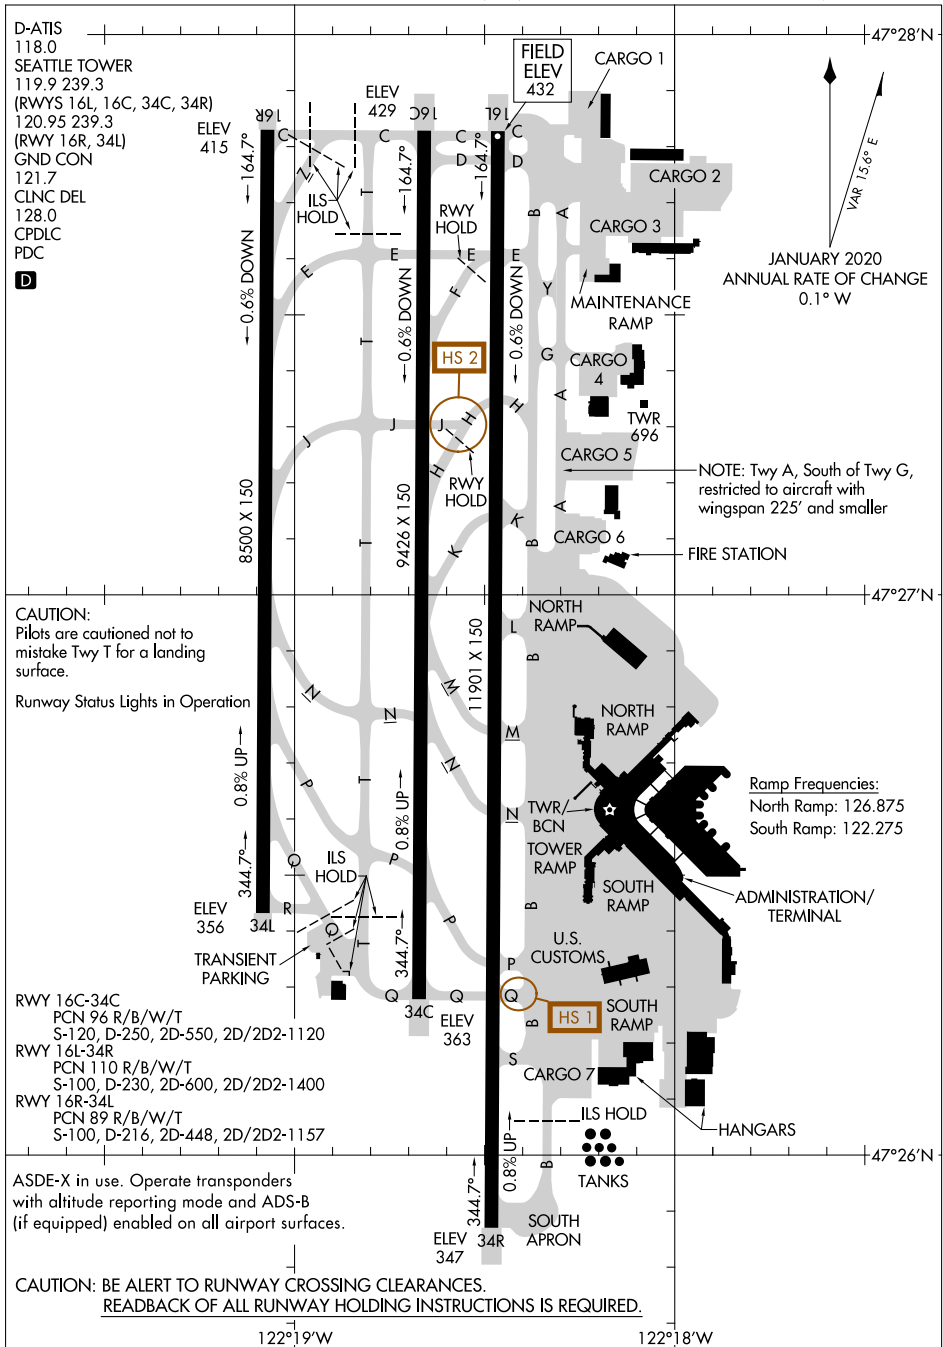 D-ATIS
118.0
SEATTLE TOWER
119.9 239.3
(RWYS 16L, 16C, 34C, 34R)
120.95 239.3
(RWY 16R, 34L)
GND CON
121.7
CLNC DEL
128.0
CPDLC
PDC
D
47°28'N
FIELD
ELEV
432
CARGO 1
CARGO 2
CARGO 3
VAR 15.6° E
JANUARY 2020
ANNUAL RATE OF CHANGE
0.1° W
ELEV
415
16R
ELEV
429
16C
16L
C
C
C
C
D
D
164.7°
164.7°
164.7°
Z
T
ILS
HOLD
RWY
HOLD
B
A
E
E
E
E
F
Y
0.6% DOWN
0.6% DOWN
0.6% DOWN
MAINTENANCE
RAMP
T
HS 2
G
CARGO
4
A
TWR
696
H
H
J
J
J
H
CARGO 5
RWY
HOLD
NOTE: Twy A, South of Twy G,
restricted to aircraft with
wingspan 225' and smaller
8500 X 150
9426 X 150
A
K
K
T
B
CARGO 6
FIRE STATION
47°27'N
CAUTION:
Pilots are cautioned not to
mistake Twy T for a landing
surface.
Runway Status Lights in Operation
NORTH
RAMP
L
B
11901 X 150
N
N
M
M
N
N
NORTH
RAMP
P
T
0.8% UP
0.8% UP
TWR/
BCN
TOWER
RAMP
Ramp Frequencies:
North Ramp: 126.875
South Ramp: 122.275
Q
ILS
HOLD
P
344.7°
SOUTH
RAMP
ADMINISTRATION/
TERMINAL
ELEV
356
34L
R
Q
T
P
B
P
U.S.
CUSTOMS
TRANSIENT
PARKING
344.7°
Q
Q
Q
34C
ELEV
363
HS 1
B
SOUTH
RAMP
RWY 16C-34C
PCN 96 R/B/W/T
S-120, D-250, 2D-550, 2D/2D2-1120
RWY 16L-34R
PCN 110 R/B/W/T
S-100, D-230, 2D-600, 2D/2D2-1400
RWY 16R-34L
PCN 89 R/B/W/T
S-100, D-216, 2D-448, 2D/2D2-1157
S
CARGO 7
ILS HOLD
HANGARS
0.8% UP
B
TANKS
47°26'N
ASDE-X in use. Operate transponders
with altitude reporting mode and ADS-B
(if equipped) enabled on all airport surfaces.
344.7°
ELEV
347
34R
SOUTH
APRON
CAUTION: BE ALERT TO RUNWAY CROSSING CLEARANCES.
READBACK OF ALL RUNWAY HOLDING INSTRUCTIONS IS REQUIRED.
122°19'W
122°18'W